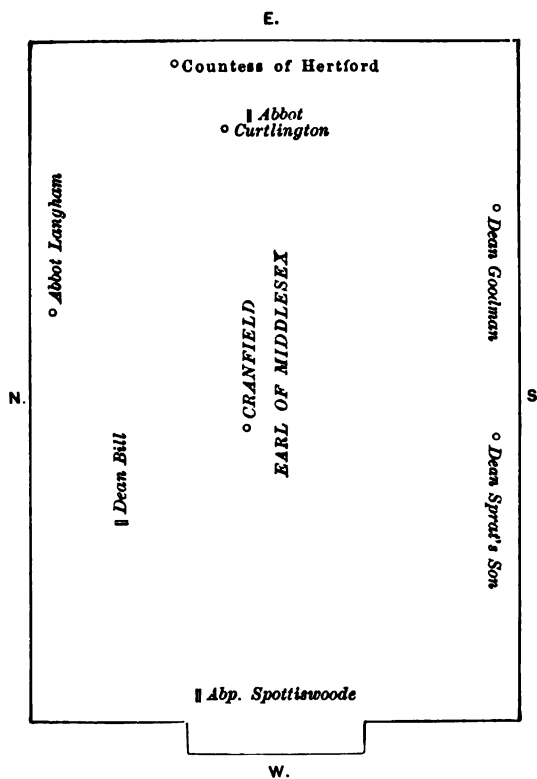 E.
Countess of Hertford
Abbot
Curtlington
Abbot Langham
Dean Goodman
CRANFIELD
EARL OF MIDDLESEX
N.
S
Dean Bill
Dean Sprat's Son
Abp. Spottiswoode
W.